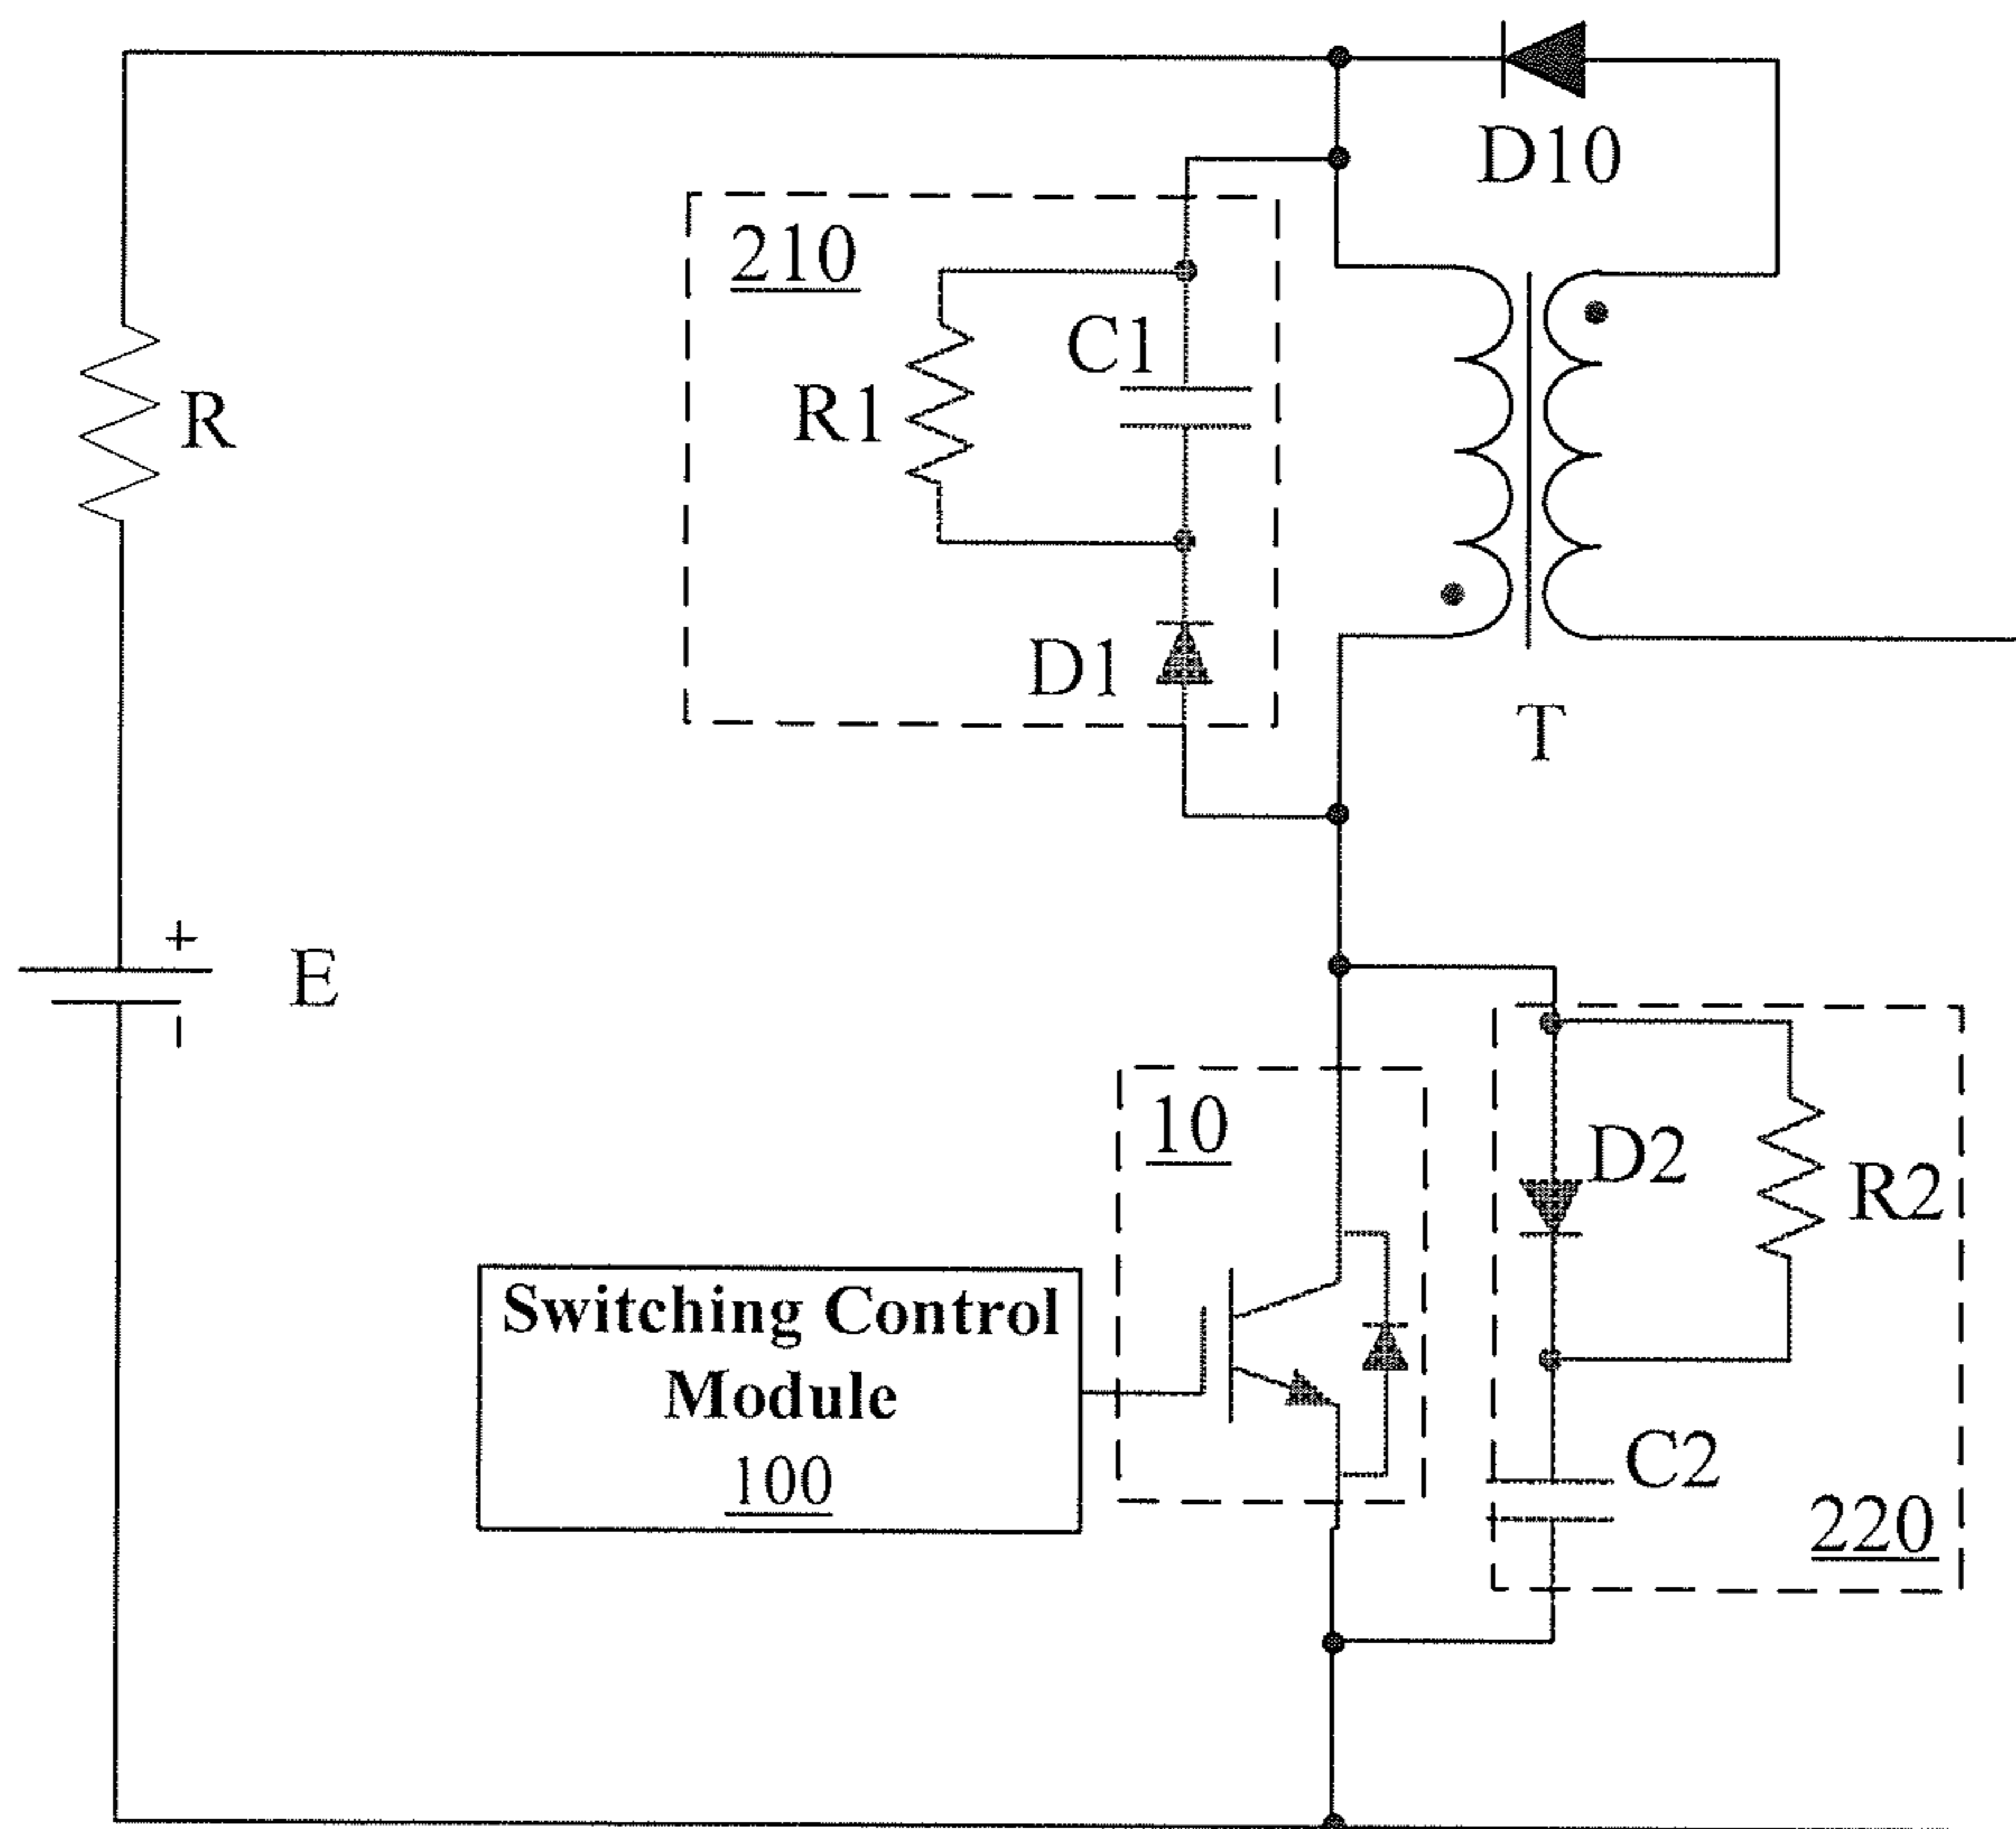 D10
210
C1
R1
R
D1
T
+
E
10
D2
R2
Switching Control
Module
100
C2
220